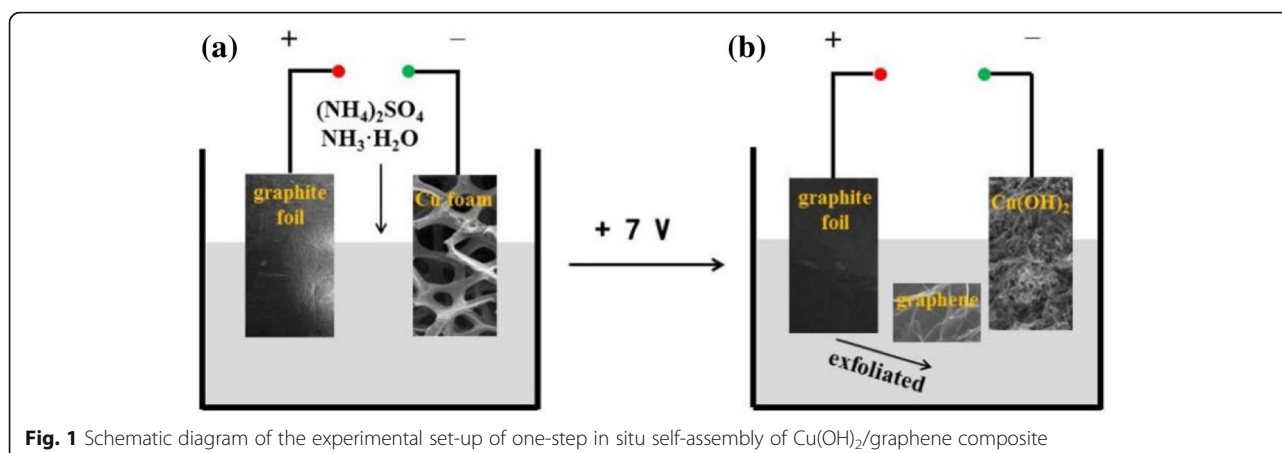 (a)
+
−
(NH₄)₂SO₄
NH₃·H₂O
graphite
foil
Cu foam
+ 7 V
(b)
+
−
graphite
foil
Cu(OH)₂
graphene
exfoliated
Fig. 1 Schematic diagram of the experimental set-up of one-step in situ self-assembly of Cu(OH)₂/graphene composite